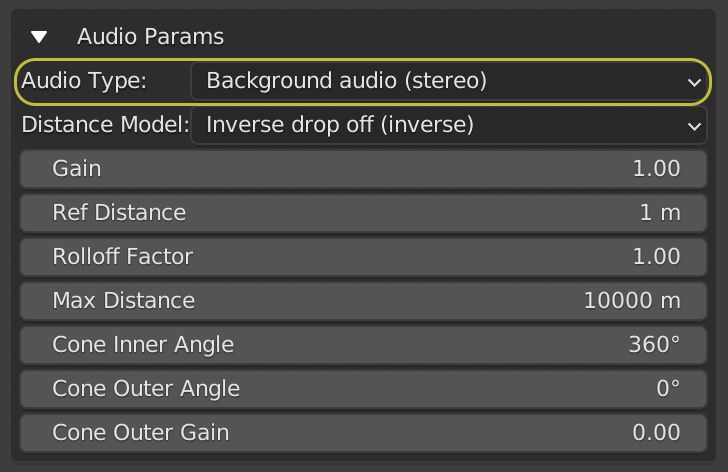 Audio Params
Audio Type: Background audio (stereo)
Distance Model: Inverse drop off (inverse)
Gain 1.00
Ref Distance 1 m
Rolloff Factor 1.00
Max Distance 10000 m
Cone Inner Angle 360°
Cone Outer Angle 0°
Cone Outer Gain 0.00